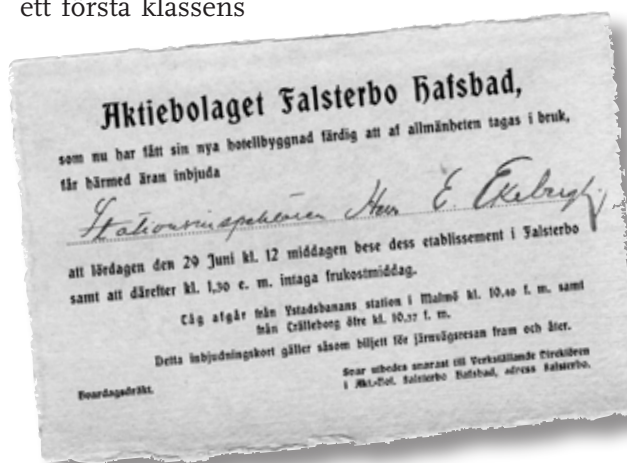 ett första klassens
Aktiebolaget Falsterbo Hafsbad,
som nu har fått sin nya hotellbyggnad färdig att af allmänheten tagas i bruk,
får härmed äran inbjuda
Stationsinspektören Herr E. Ekebergh
att lördagen den 29 Juni kl. 12 middagen bese dess etablissement i Falsterbo
samt att därefter kl. 1,30 e. m. intaga frukostmiddag.
Tåg afgår från Ystadsbanans station i Malmö kl. 10,40 f. m. samt
från Trälleborg öfre kl. 10,37 f. m.
Detta inbjudningskort gäller såsom biljett för järnvägsresan fram och åter.
Hvardagsdräkt.
Svar utbedes snarast till Verkställande Direktören
i Akt.-Bol. Falsterbo Hafsbad, adress Falsterbo.